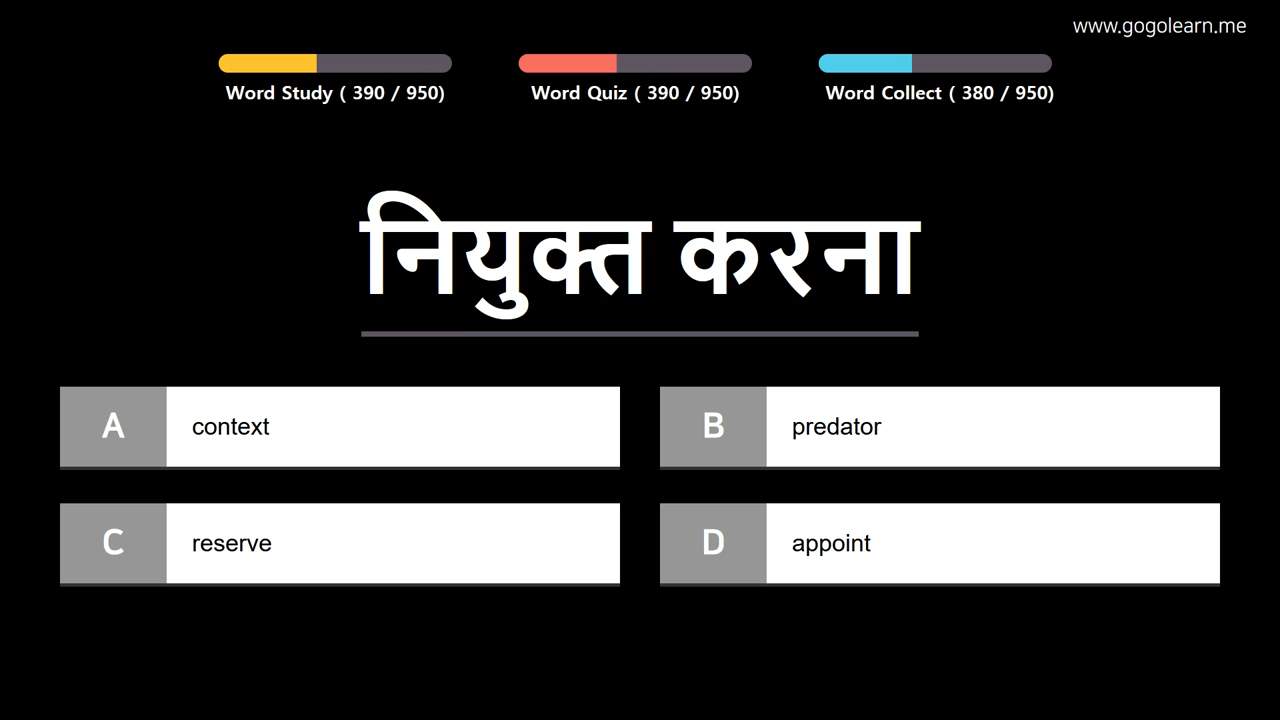 www.gogolearn.me
Word Study ( 390 / 950)
Word Quiz ( 390 / 950)
Word Collect ( 380 / 950)
नियुक्त करना
A context
B predator
C reserve
D appoint